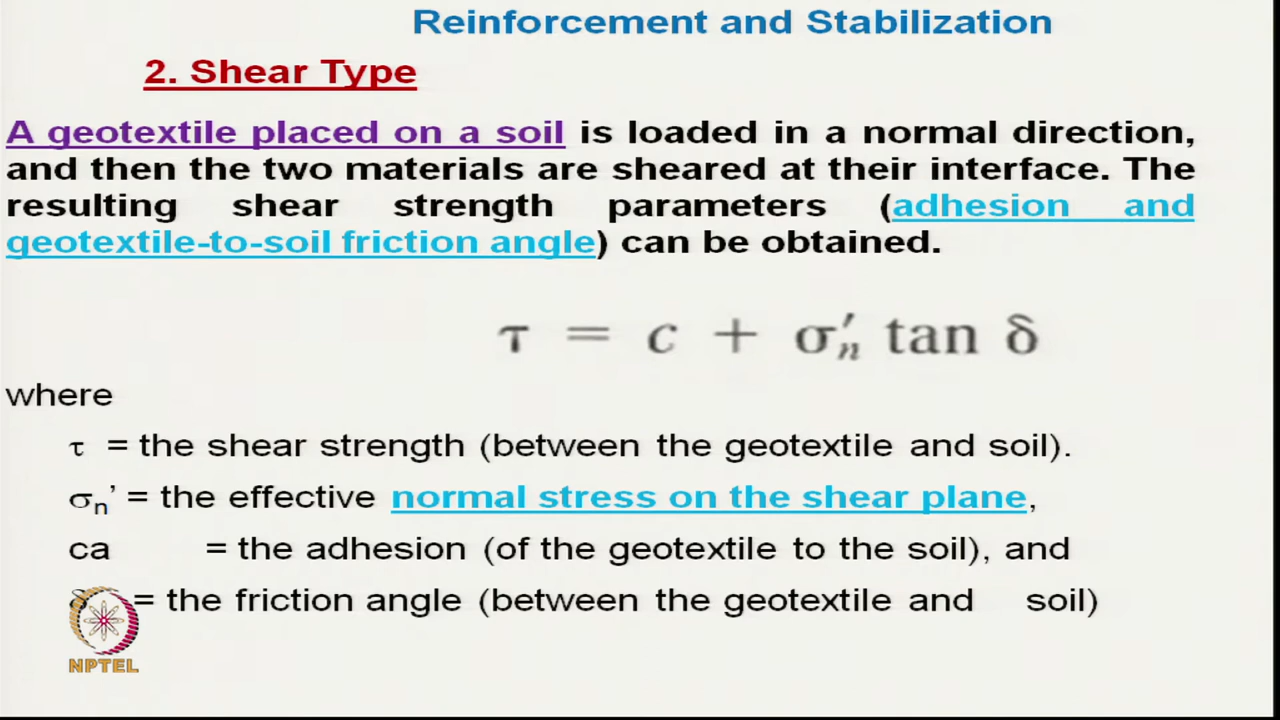 Reinforcement and Stabilization
2. Shear Type
A geotextile placed on a soil is loaded in a normal direction,
and then the two materials are sheared at their interface. The
resulting shear strength parameters (adhesion and
geotextile-to-soil friction angle) can be obtained.
τ = c + σ′n tan δ
where
τ = the shear strength (between the geotextile and soil).
σn’ = the effective normal stress on the shear plane,
ca = the adhesion (of the geotextile to the soil), and
δ = the friction angle (between the geotextile and soil)
NPTEL